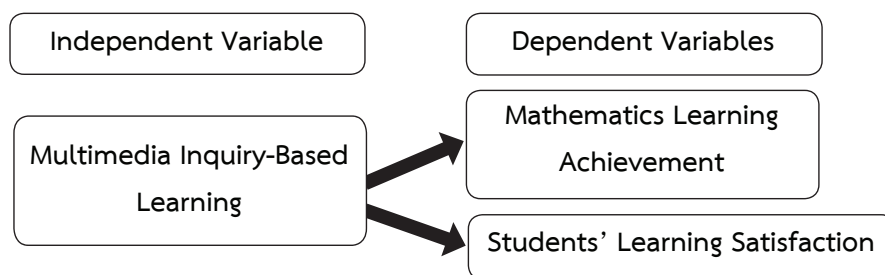 Independent Variable
Dependent Variables
Multimedia Inquiry-Based
Learning
Mathematics Learning
Achievement
Students’ Learning Satisfaction